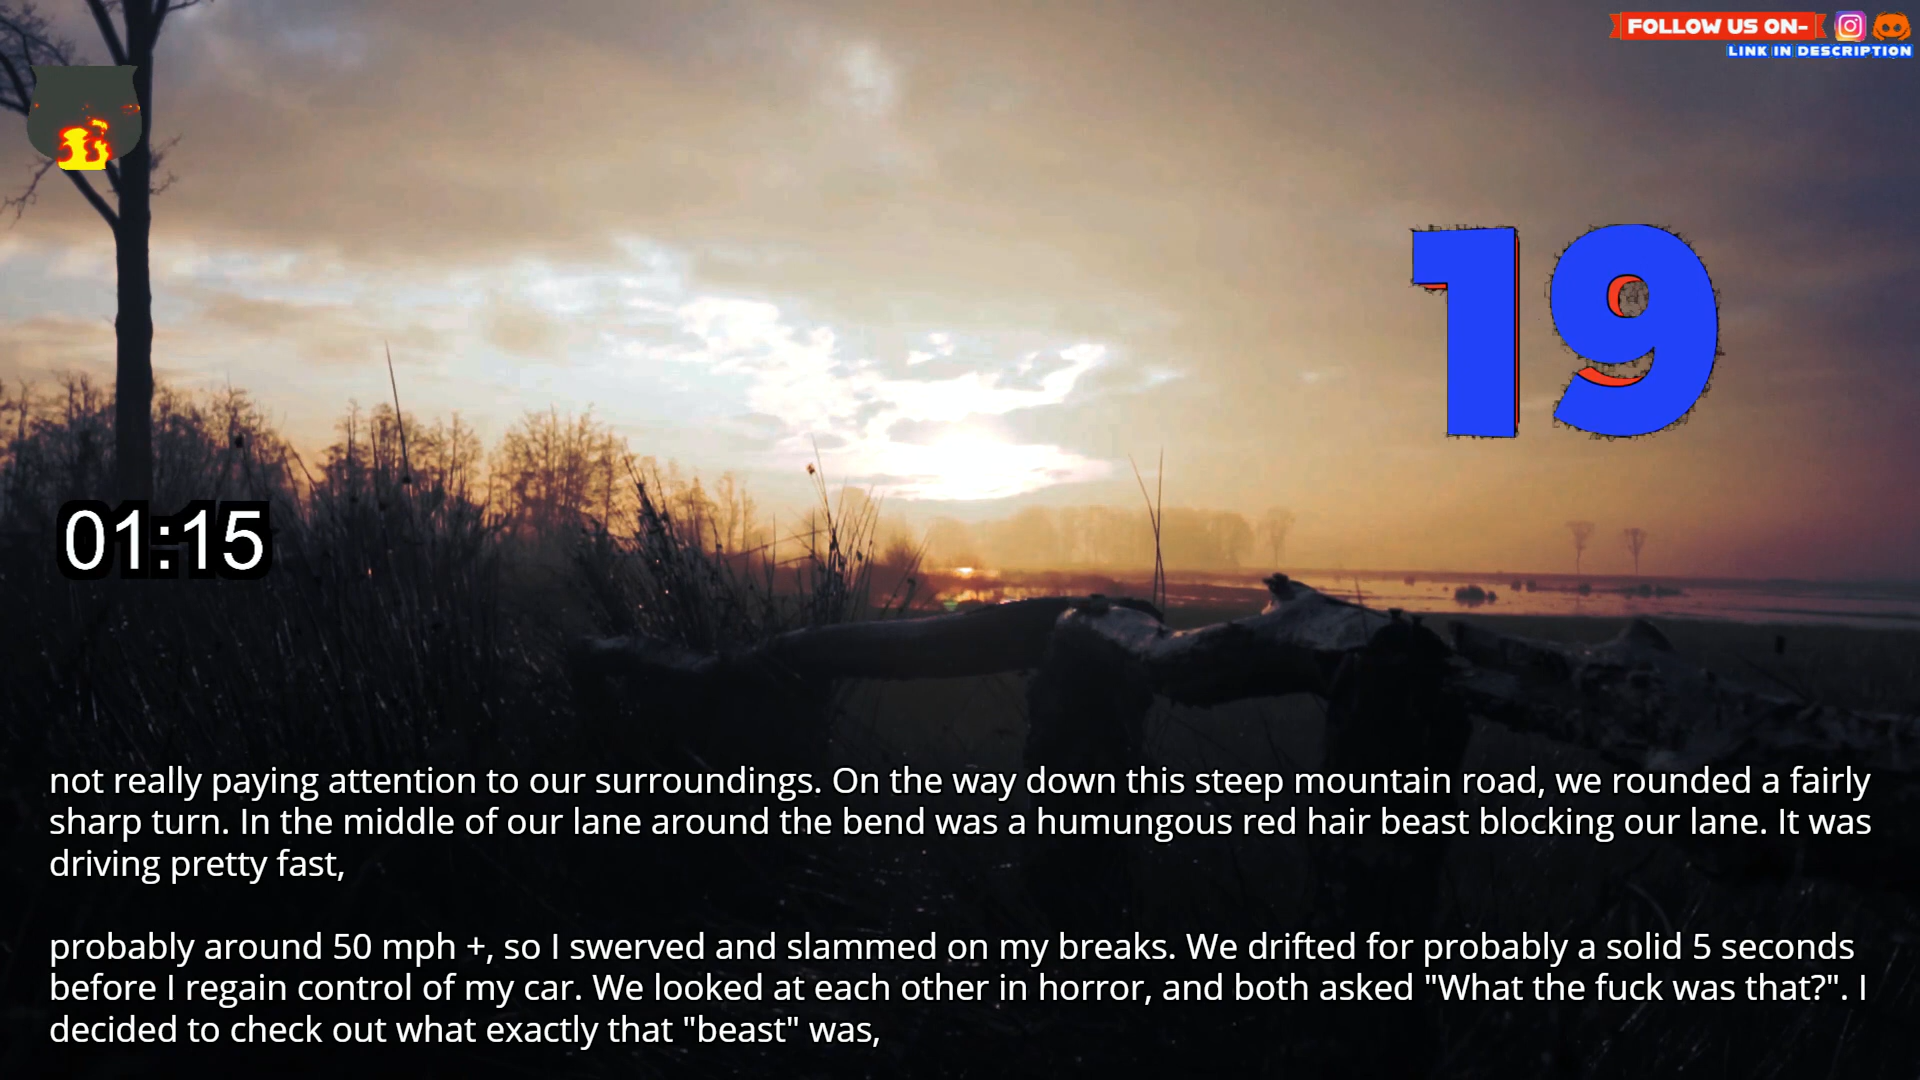 FOLLOW US ON-
LINK IN DESCRIPTION
19
01:15
not really paying attention to our surroundings. On the way down this steep mountain road, we rounded a fairly
sharp turn. In the middle of our lane around the bend was a humungous red hair beast blocking our lane. It was
driving pretty fast,
probably around 50 mph +, so I swerved and slammed on my breaks. We drifted for probably a solid 5 seconds
before I regain control of my car. We looked at each other in horror, and both asked "What the fuck was that?". I
decided to check out what exactly that "beast" was,